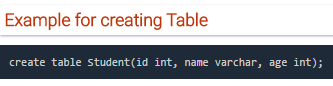 Example for creating Table
create table Student(id int, name varchar, age int);